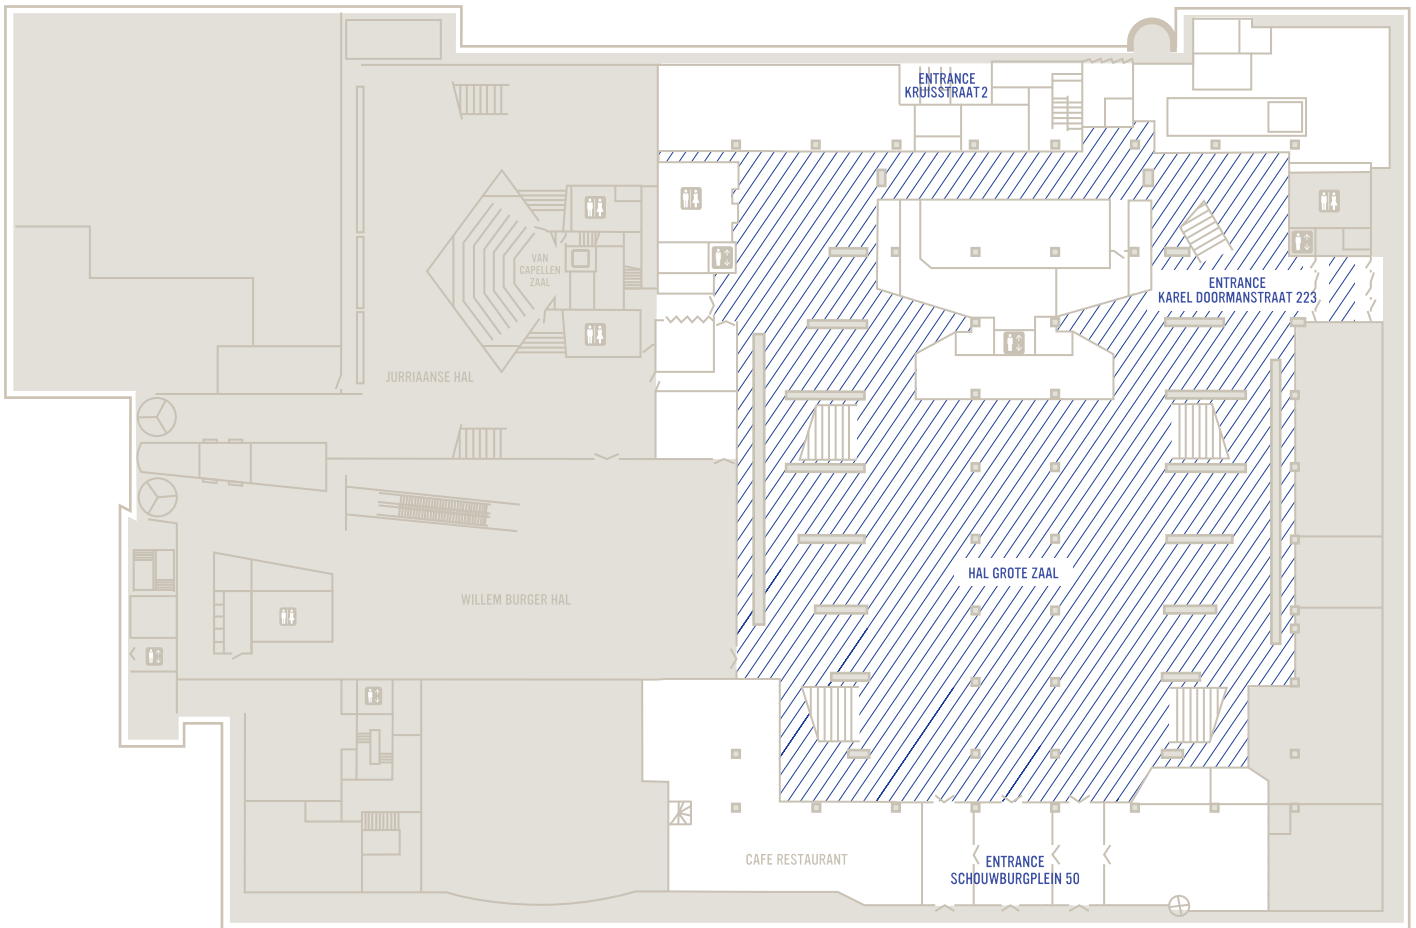 ENTRANCE
KRUISSTRAAT 2
VAN
CAPELLEN
ZAAL
ENTRANCE
KAREL DOORMANSTRAAT 223
JURRIAANSE HAL
HAL GROTE ZAAL
WILLEM BURGER HAL
CAFE RESTAURANT
ENTRANCE
SCHOUWBURGPLEIN 50